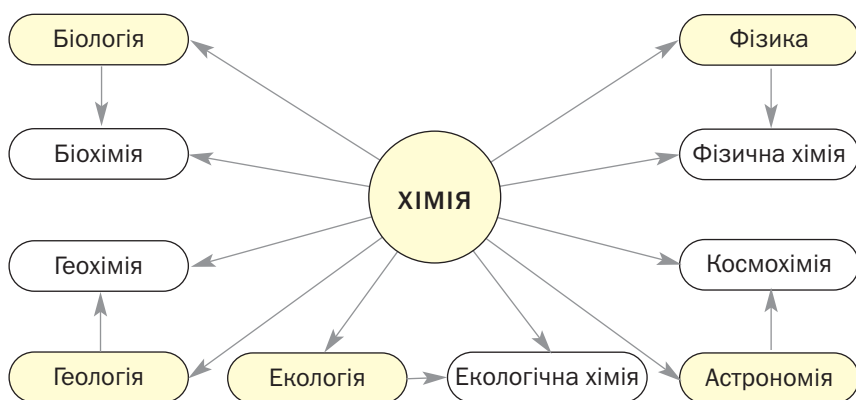 Біологія
Фізика
Біохімія
Фізична хімія
ХІМІЯ
Геохімія
Космохімія
Геологія
Екологія
Екологічна хімія
Астрономія